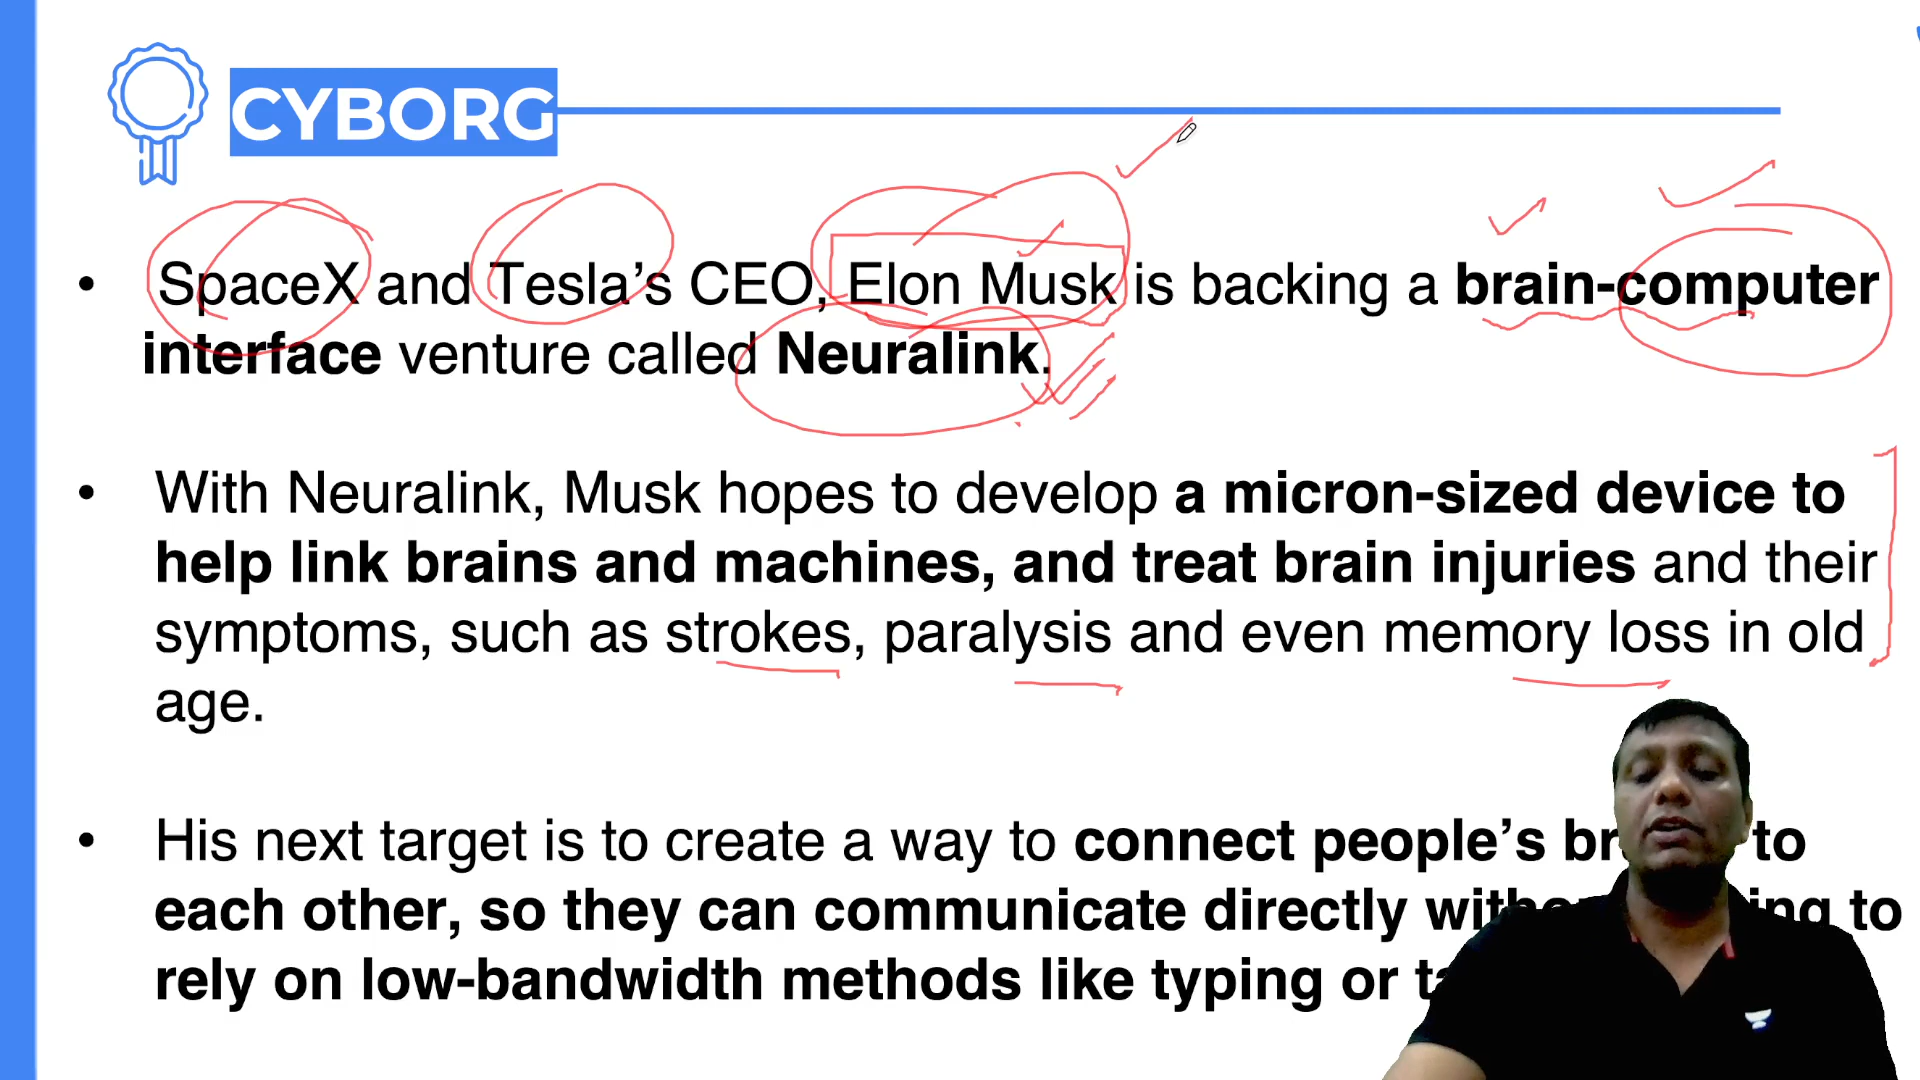 CYBORG
• SpaceX and Tesla's CEO, Elon Musk is backing a brain-computer
interface venture called Neuralink.
• With Neuralink, Musk hopes to develop a micron-sized device to
help link brains and machines, and treat brain injuries and their
symptoms, such as strokes, paralysis and even memory loss in old
age.
• His next target is to create a way to connect people's to
each other, so they can communicate directly to
rely on low-bandwidth methods like typing or